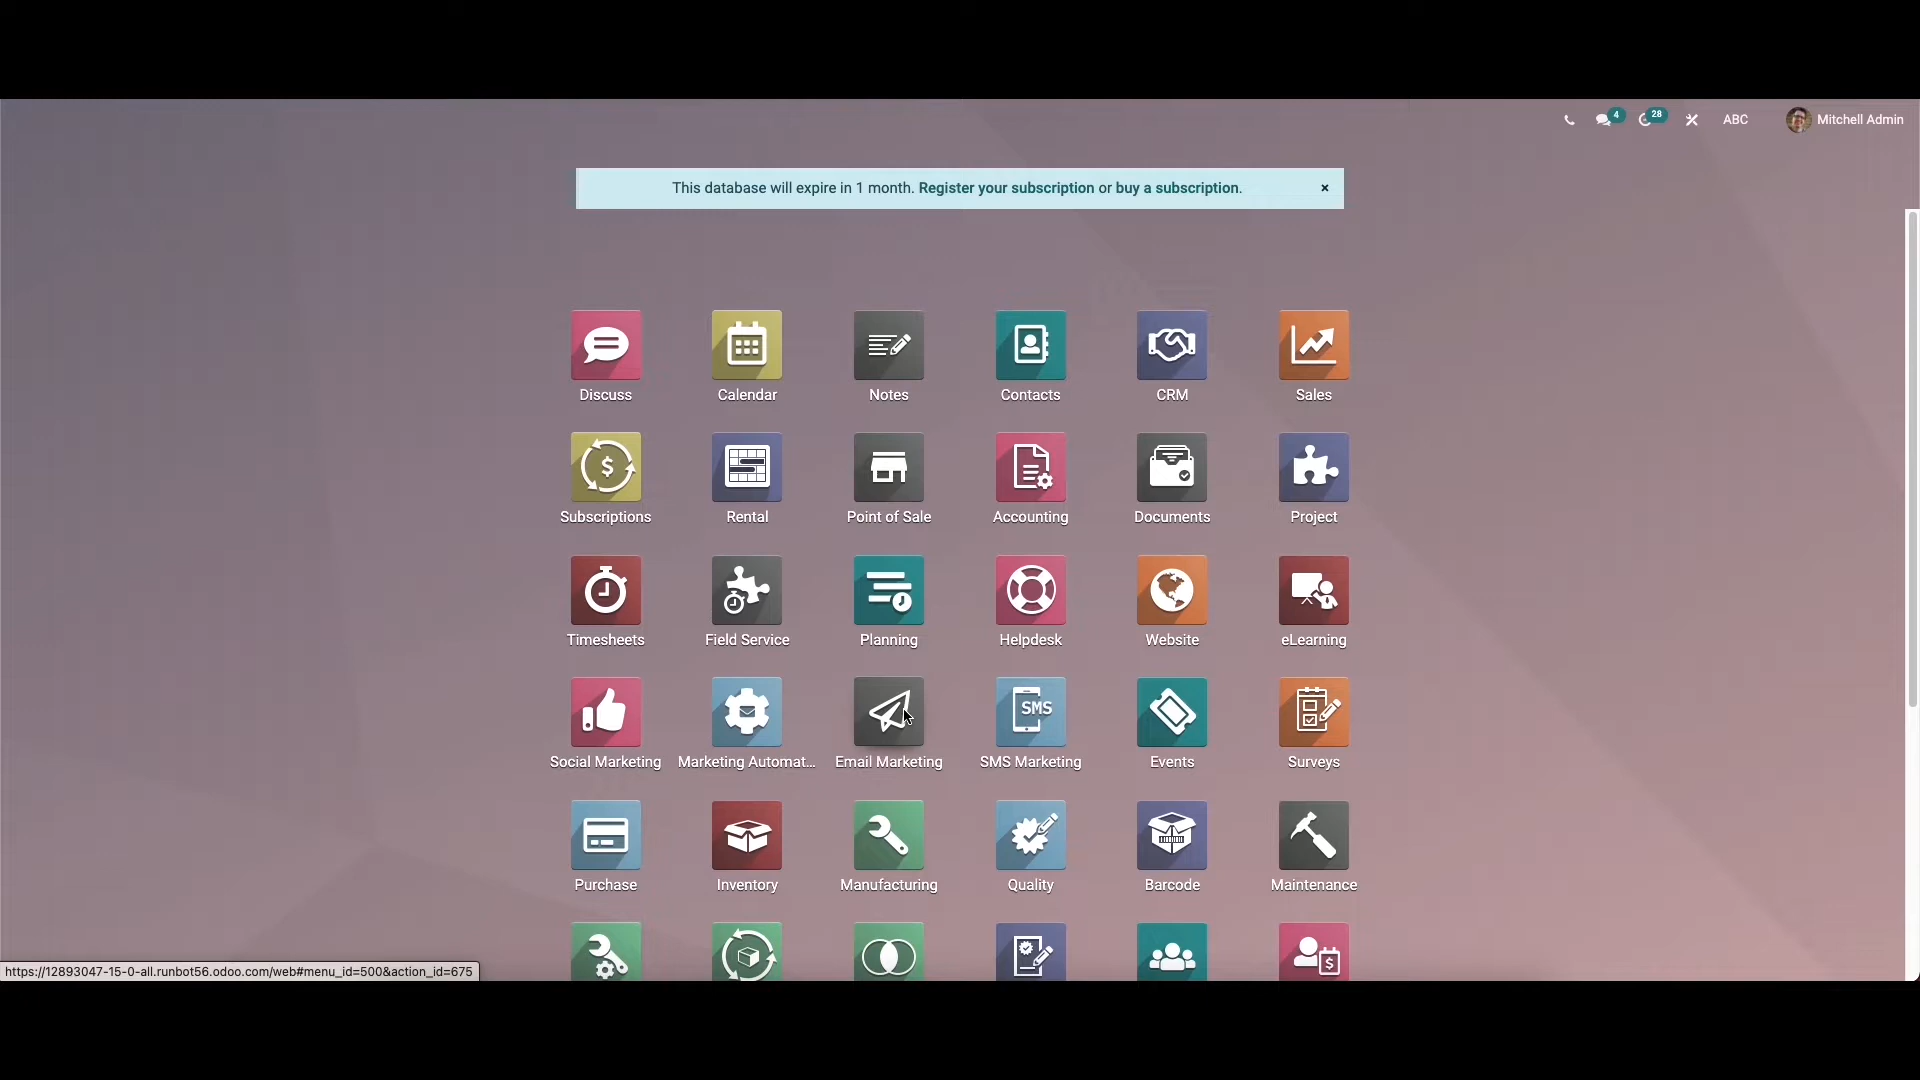 4
28
ABC
Mitchell Admin
This database will expire in 1 month. Register your subscription or buy a subscription.
×
Discuss
Calendar
Notes
Contacts
CRM
Sales
$
Subscriptions
Rental
Point of Sale
Accounting
Documents
Project
Timesheets
Field Service
Planning
Helpdesk
Website
eLearning
SMS
Social Marketing
Marketing Automat...
Email Marketing
SMS Marketing
Events
Surveys
Purchase
Inventory
Manufacturing
Quality
Barcode
Maintenance
$
https://12893047-15-0-all.runbot56.odoo.com/web#menu_id=500&action_id=675